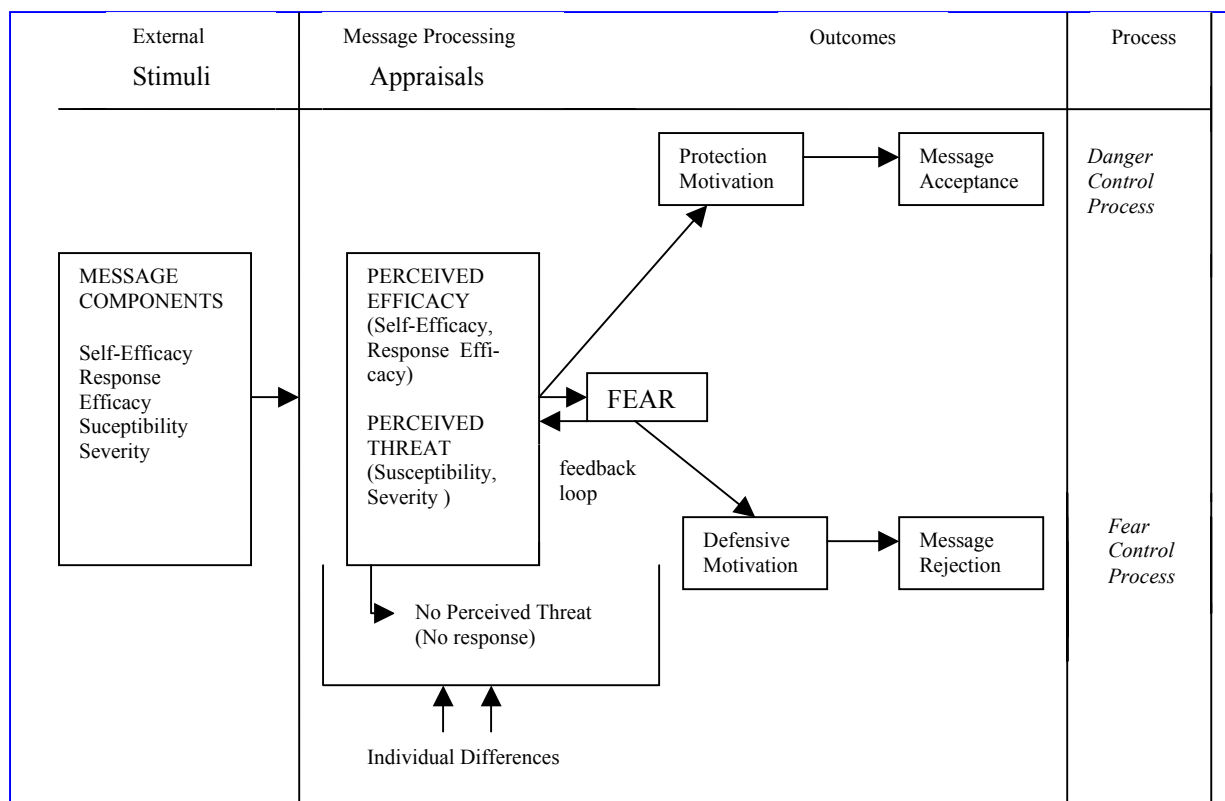 External
Stimuli
Message Processing
Appraisals
Outcomes
Process
MESSAGE
COMPONENTS
Self-Efficacy
Response
Efficacy
Suceptibility
Severity
PERCEIVED
EFFICACY
(Self-Efficacy,
Response Effi-
cacy)
PERCEIVED
THREAT
(Susceptibility,
Severity )
No Perceived Threat
(No response)
Individual Differences
FEAR
feedback
loop
Protection
Motivation
Message
Acceptance
Defensive
Motivation
Message
Rejection
Danger
Control
Process
Fear
Control
Process